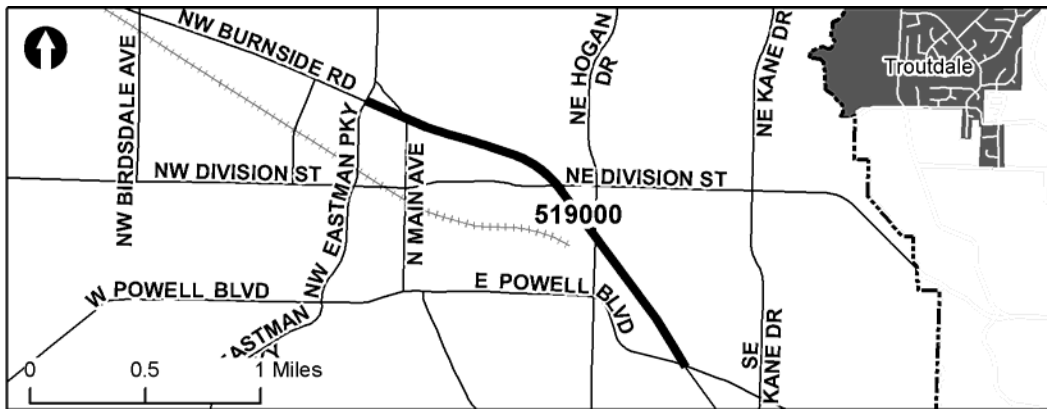 NW BURNSIDE RD
NW BIRDSDALE AVE
NE HOGAN
DR
NE KANE DR
Troutdale
NW EASTMAN PKY
NW DIVISION ST
N MAIN AVE
NE DIVISION ST
519000
W POWELL BLVD
E POWELL BLVD
EASTMAN
SE
KANE DR
0 0.5 1 Miles